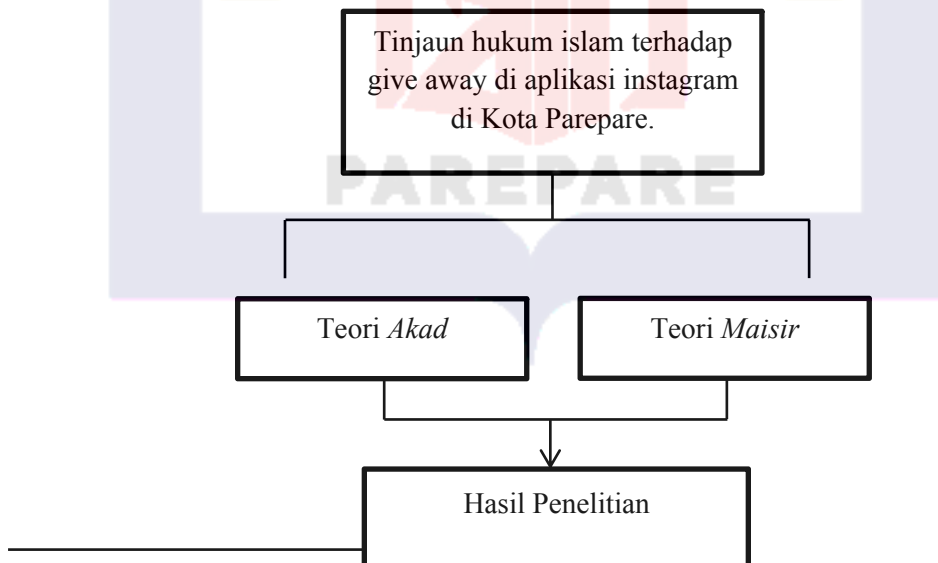 Tinjaun hukum islam terhadap
give away di aplikasi instagram
di Kota Parepare.
PAREPARE
Teori Akad
Teori Maisir
Hasil Penelitian